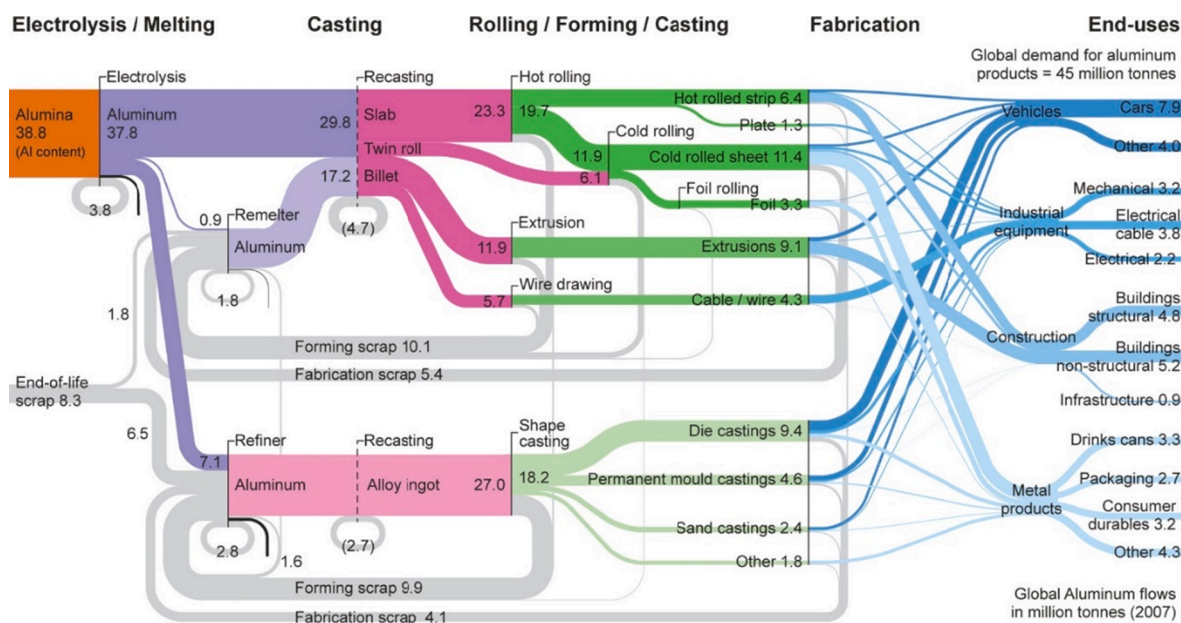 Electrolysis / Melting
Casting
Rolling / Forming / Casting
Fabrication
End-uses
Global demand for aluminum
products = 45 million tonnes
Electrolysis
Recasting
Hot rolling
Alumina
38.8
(Al content)
Aluminum
37.8
29.8
Slab
23.3
19.7
Hot rolled strip 6.4
Vehicles
Cars 7.9
Plate 1.3
Cold rolling
Twin roll
11.9
Cold rolled sheet 11.4
Other 4.0
17.2
Billet
6.1
Foil rolling
Foil 3.3
Mechanical 3.2
3.8
0.9
Remelter
Aluminum
(4.7)
Extrusion
11.9
Extrusions 9.1
Industrial
equipment
Electrical
cable 3.8
Electrical 2.2
1.8
Wire drawing
5.7
Cable / wire 4.3
Buildings
structural 4.8
1.8
Forming scrap 10.1
Construction
Buildings
non-structural 5.2
Fabrication scrap 5.4
End-of-life
scrap 8.3
Infrastructure 0.9
6.5
Refiner
Recasting
Shape
casting
Die castings 9.4
Drinks cans 3.3
7.1
Aluminum
Alloy ingot
27.0
18.2
Permanent mould castings 4.6
Metal
products
Packaging 2.7
Consumer
durables 3.2
Sand castings 2.4
2.8
1.6
(2.7)
Other 1.8
Other 4.3
Forming scrap 9.9
Fabrication scrap 4.1
Global Aluminum flows
in million tonnes (2007)